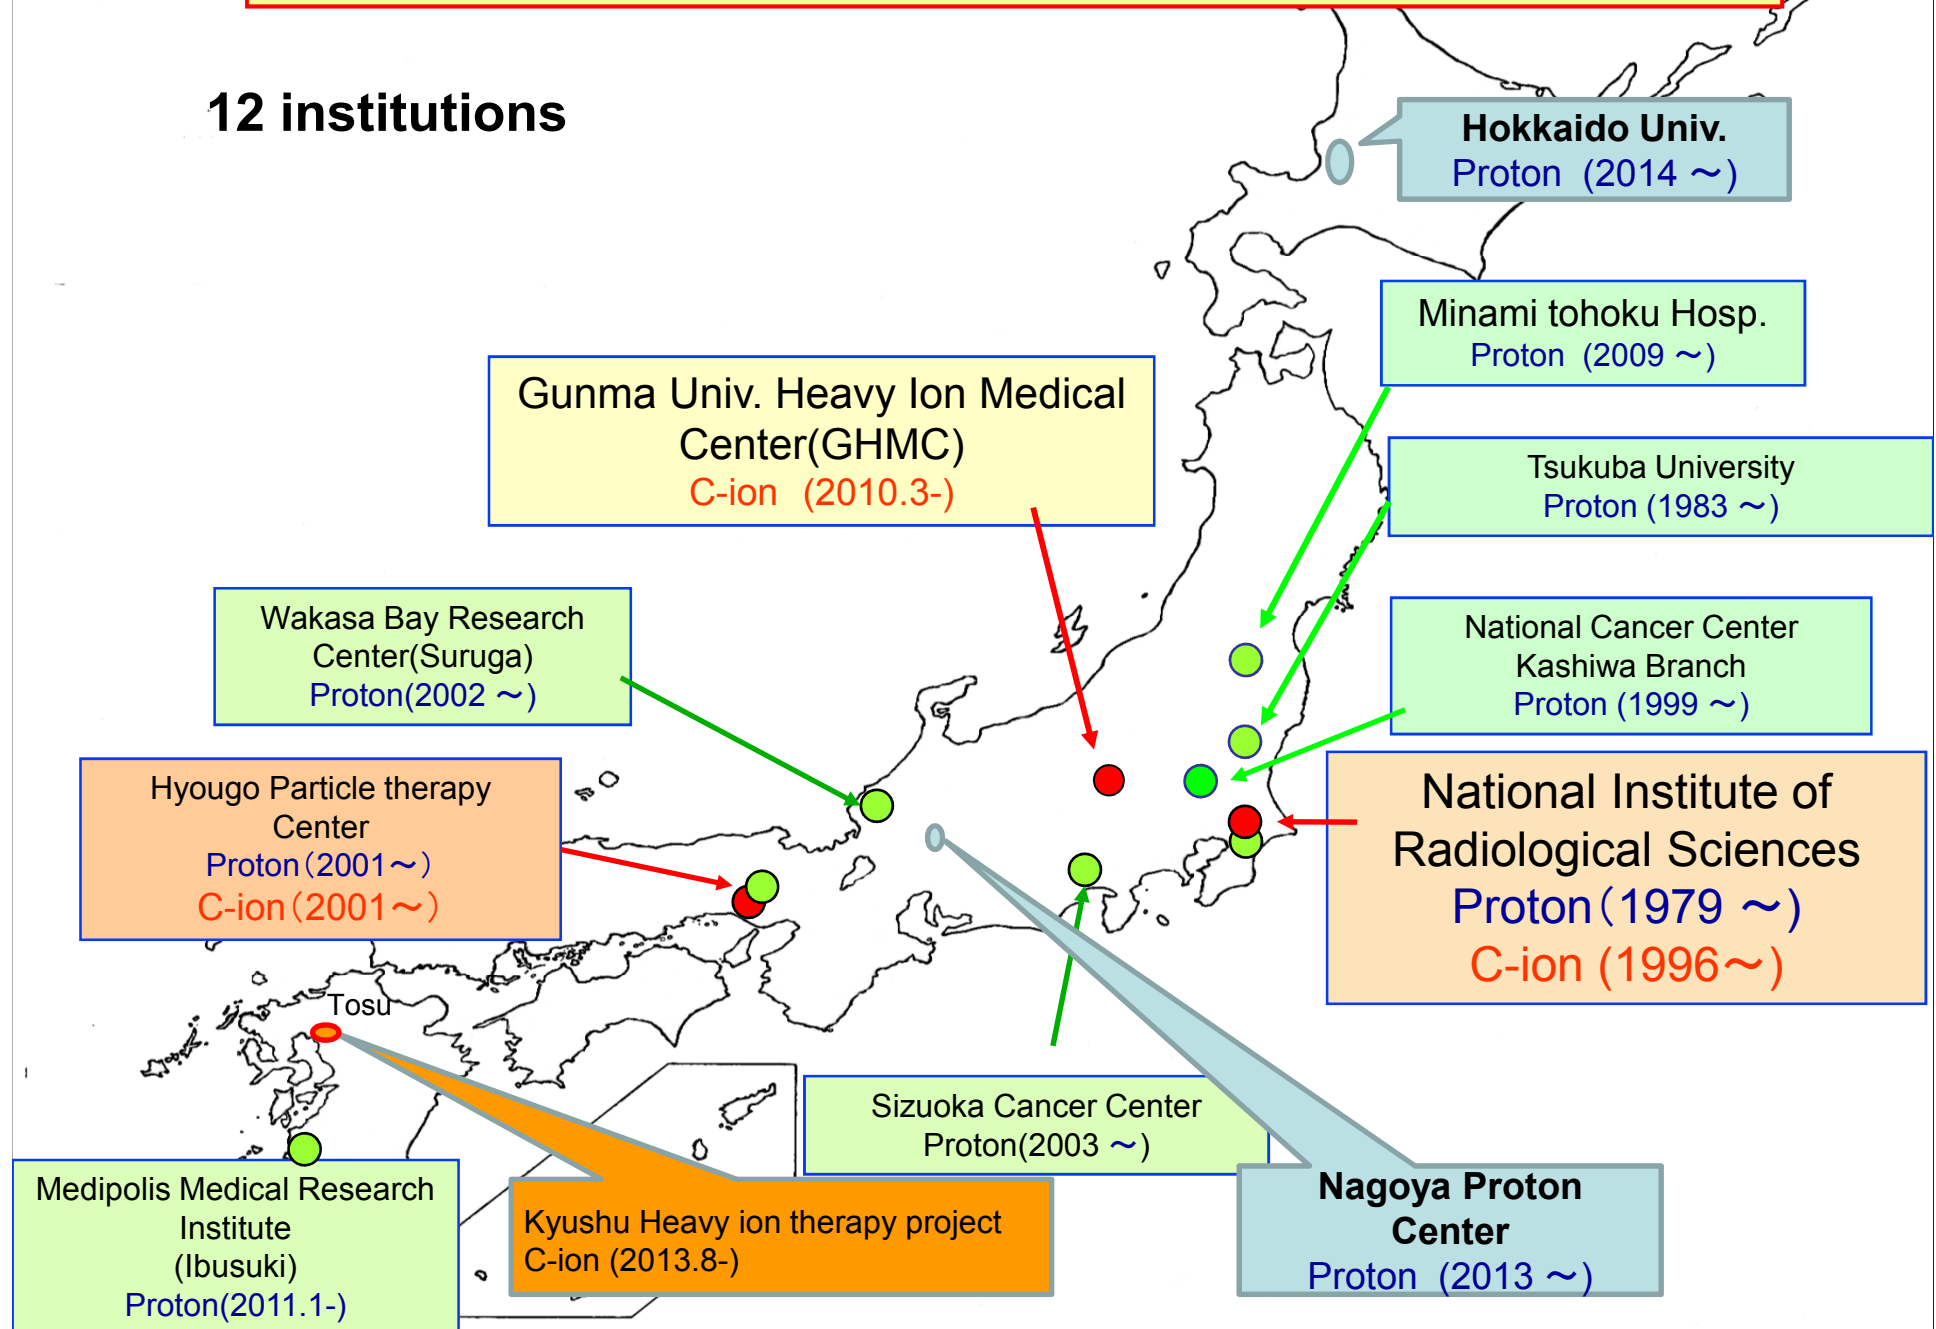 12 institutions
Hokkaido Univ.
Proton (2014 ～)
Minami tohoku Hosp.
Proton (2009 ～)
Gunma Univ. Heavy Ion Medical
Center(GHMC)
C-ion (2010.3-)
Tsukuba University
Proton (1983 ～)
Wakasa Bay Research
Center(Suruga)
Proton(2002 ～)
National Cancer Center
Kashiwa Branch
Proton (1999 ～)
Hyougo Particle therapy
Center
Proton（2001～）
C-ion（2001～）
National Institute of
Radiological Sciences
Proton（1979 ～)
C-ion (1996～)
Tosu
Sizuoka Cancer Center
Proton(2003 ～)
Medipolis Medical Research
Institute
(Ibusuki)
Proton(2011.1-)
Kyushu Heavy ion therapy project
C-ion (2013.8-)
Nagoya Proton
Center
Proton (2013 ～)